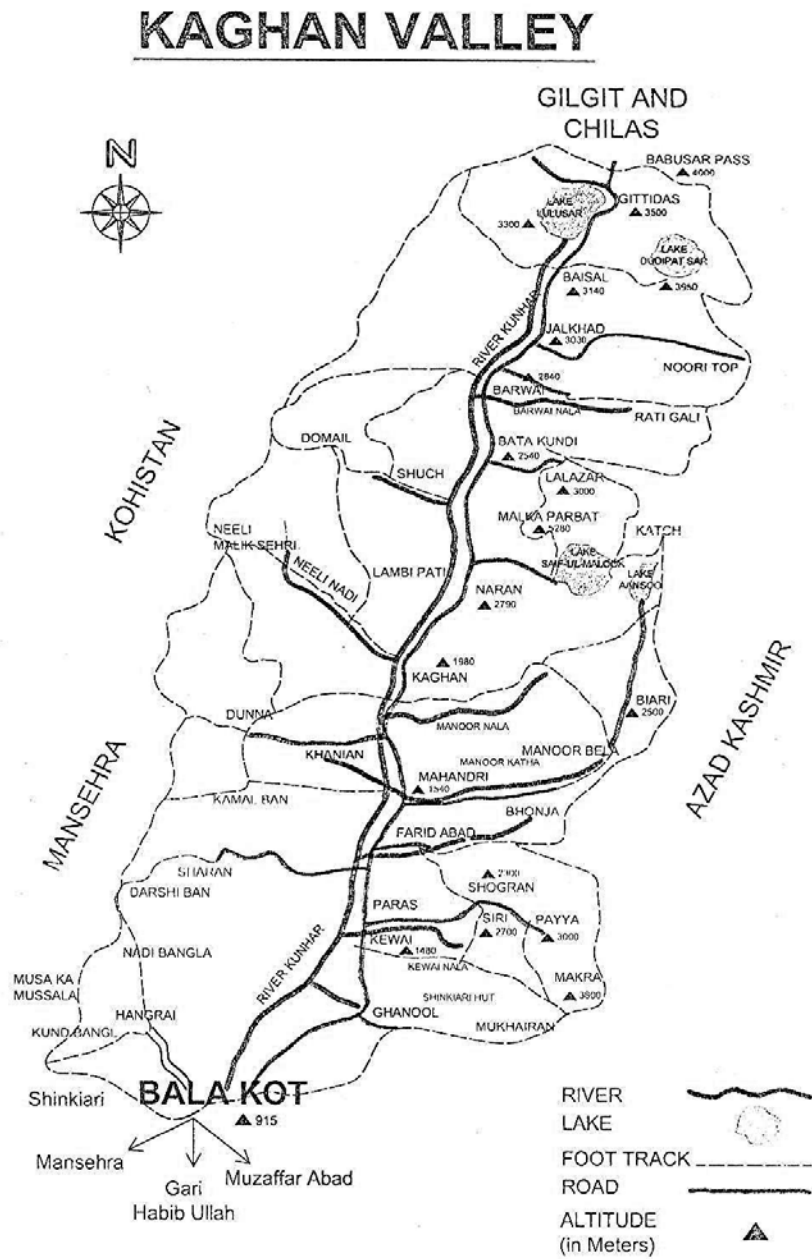 KAGHAN VALLEY
GILGIT AND
CHILAS
N
BABUSAR PASS
4000
LAKE
LULUSAR
GITTIDAS
3500
3300
LAKE
DUDIPAT SAR
3950
BAISAL
3140
RIVER KUNHAR
JALKHAD
3030
NOORI TOP
2840
BARWAI
BARWAI NALA
RATI GALI
KOHISTAN
DOMAIL
BATA KUNDI
2540
SHUCH
LALAZAR
3000
MALKA PARBAT
5280
KATCH
NEELI
MALIK SEHRI
NEELI NADI
LAMBI PATI
LAKE
SAIF-UL-MALOOK
LAKE
AANSOO
NARAN
2790
1980
KAGHAN
AZAD KASHMIR
BIARI
2500
DUNNA
MANOOR NALA
MANOOR BELA
KHANIAN
MANOOR KATHA
MAHANDRI
1540
MANSEHRA
KAMAL BAN
BHONJA
FARID ABAD
SHARAN
2300
SHOGRAN
DARSHI BAN
PARAS
SIRI
2700
PAYYA
3000
KEWAI
1480
KEWAI NALA
NADI BANGLA
RIVER KUNHAR
MUSA KA
MUSSALA
MAKRA
SHINKIARI HUT
HANGRAI
GHANOOL
MUKHAIRAN
KUND BANGL
Shinkiari
BALA KOT
915
Mansehra
Gari
Habib Ullah
Muzaffar Abad
RIVER
LAKE
FOOT TRACK
ROAD
ALTITUDE
(in Meters)